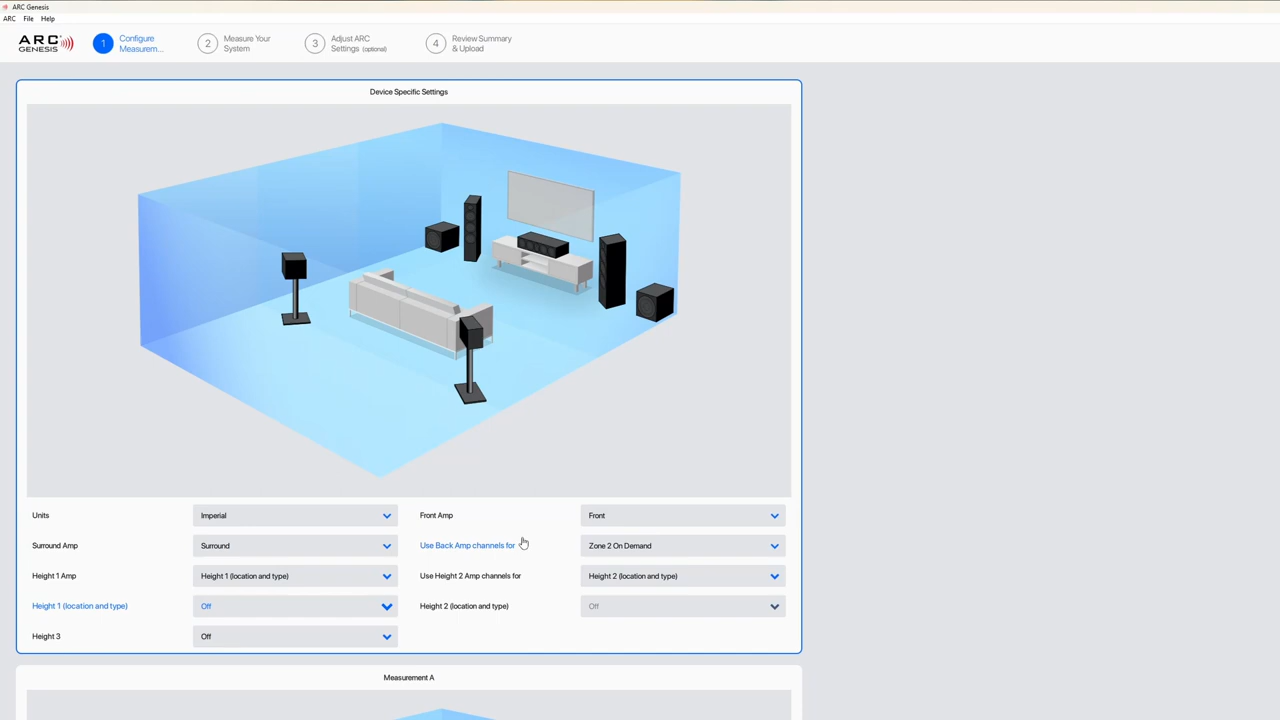 ARC Genesis
ARC File Help
ARC GENESIS
1 Configure Measurem...
2 Measure Your System
3 Adjust ARC Settings (optional)
4 Review Summary & Upload
Device Specific Settings
Units Imperial Front Amp Front
Surround Amp Surround Use Back Amp channels for Zone 2 On Demand
Height 1 Amp Height 1 (location and type) Use Height 2 Amp channels for Height 2 (location and type)
Height 1 (location and type) Off Height 2 (location and type) Off
Height 3 Off
Measurement A